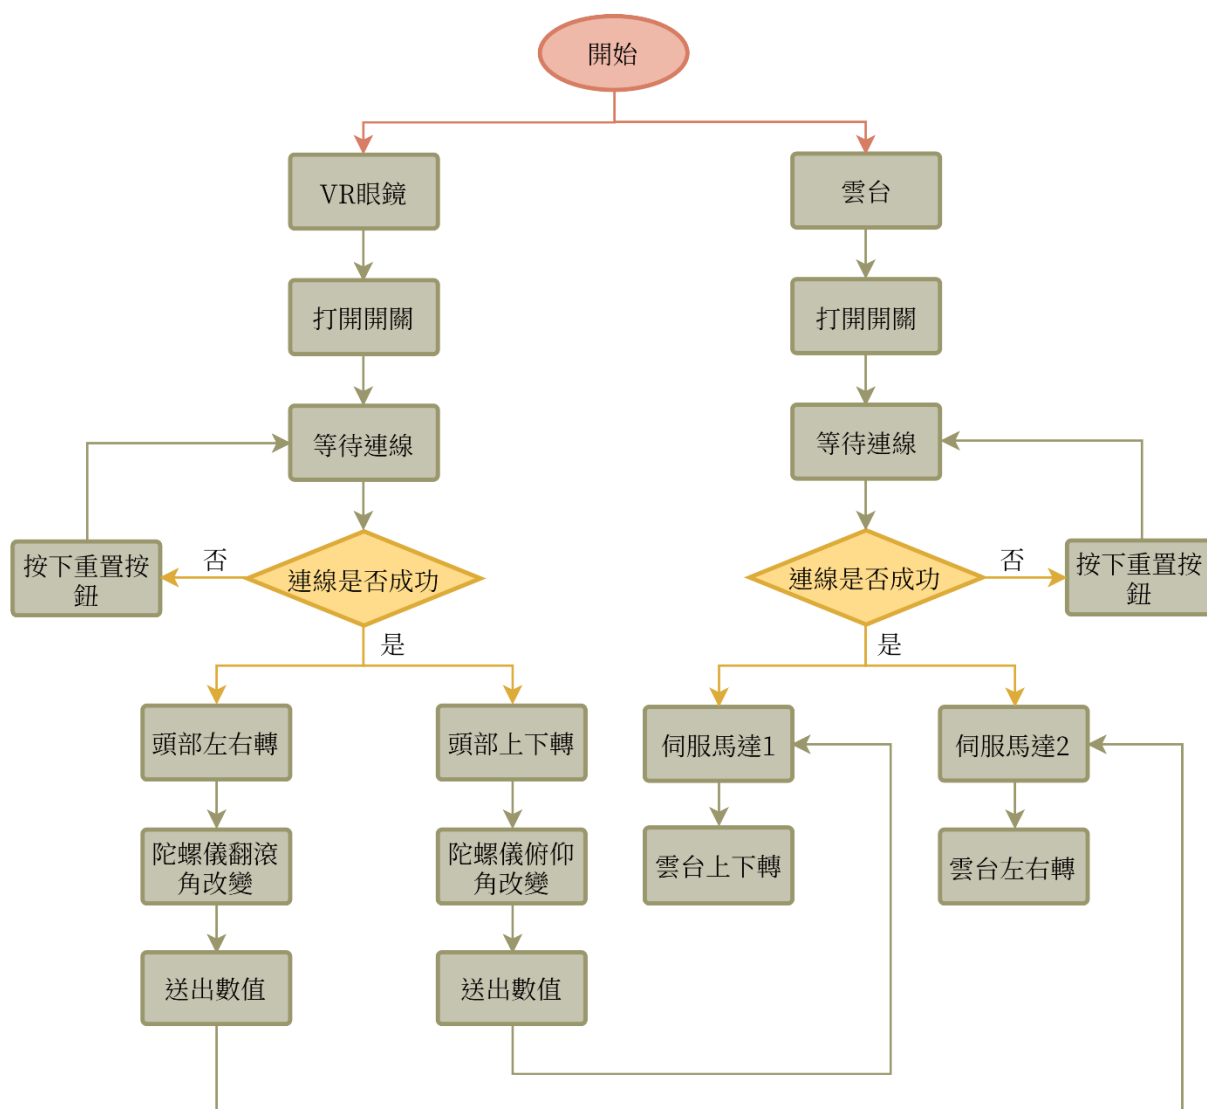 開始
VR眼鏡
雲台
打開開關
打開開關
等待連線
等待連線
按下重置按
鈕
否
連線是否成功
連線是否成功
否
按下重置按
鈕
是
是
頭部左右轉
頭部上下轉
伺服馬達1
伺服馬達2
陀螺儀翻滾
角改變
陀螺儀俯仰
角改變
雲台上下轉
雲台左右轉
送出數值
送出數值